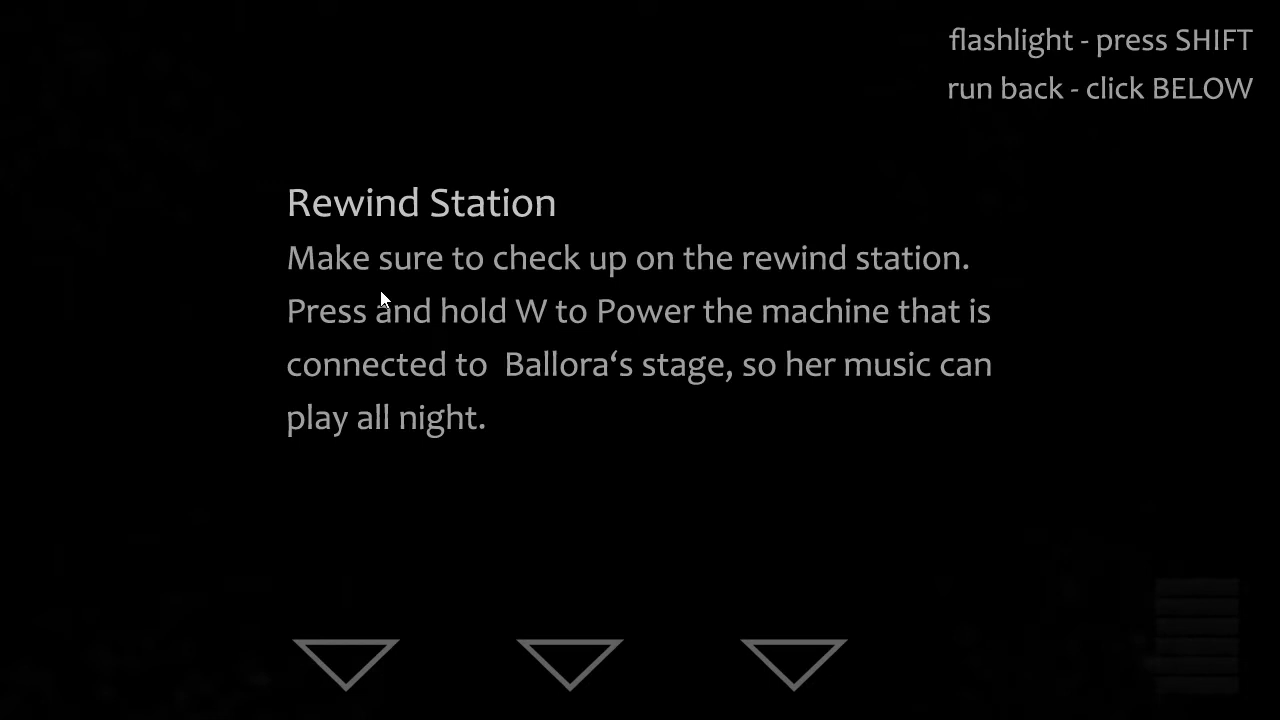 flashlight - press SHIFT
run back - click BELOW
Rewind Station
Make sure to check up on the rewind station.
Press and hold W to Power the machine that is
connected to  Ballora‘s stage, so her music can
play all night.